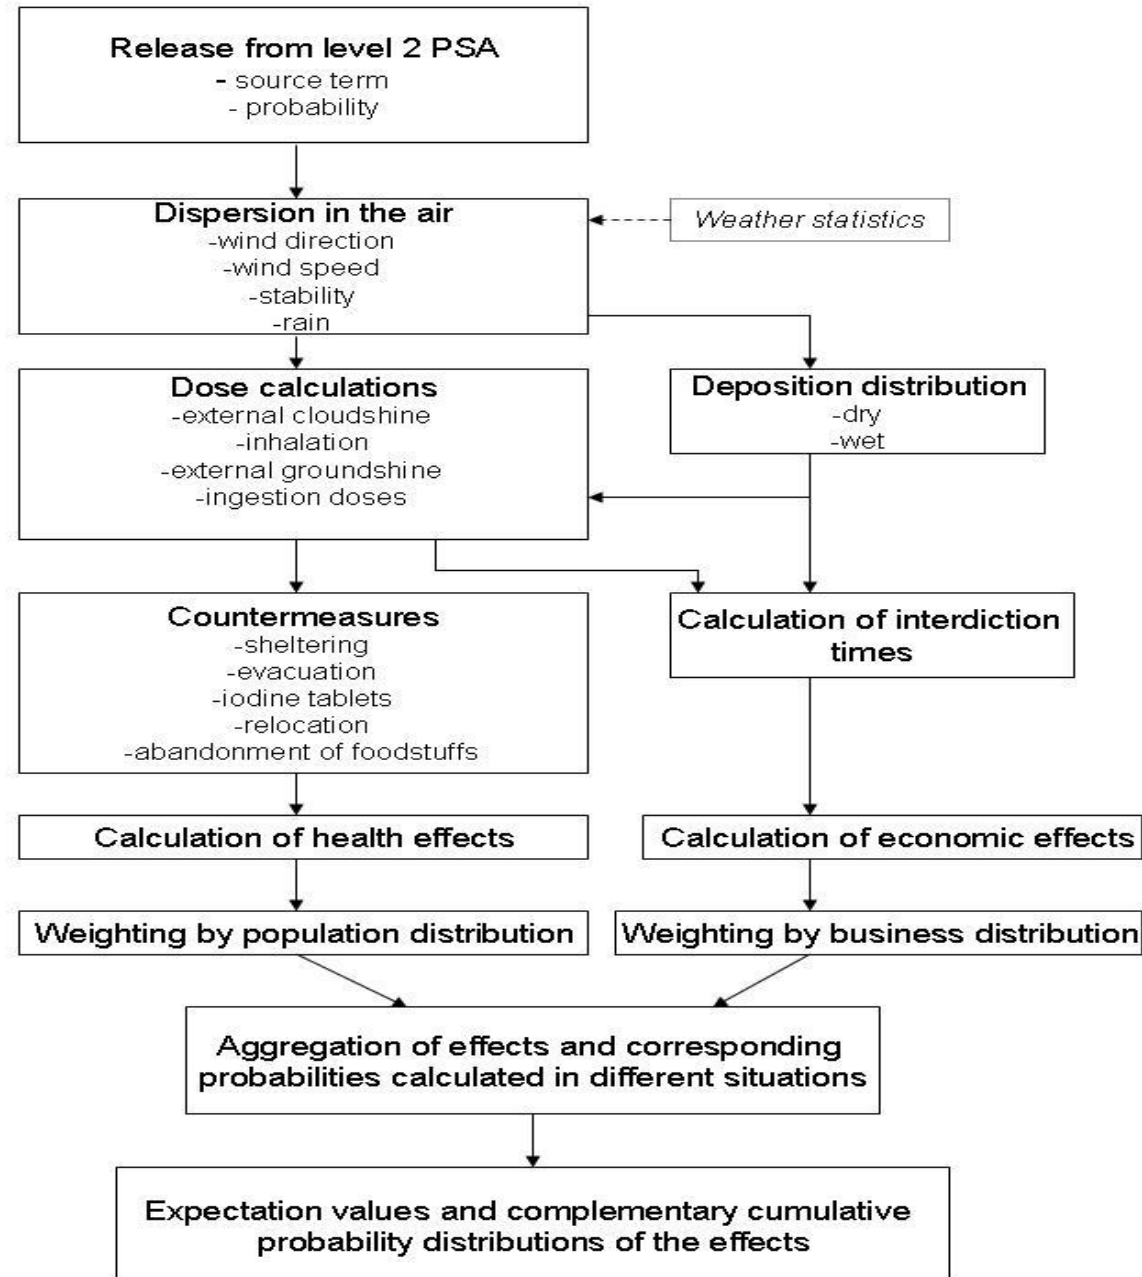 Release from level 2 PSA
- source term
- probability
Dispersion in the air
-wind direction
-wind speed
-stability
-rain
Weather statistics
Dose calculations
-external cloudshine
-inhalation
-external groundshine
-ingestion doses
Deposition distribution
-dry
-wet
Countermeasures
-sheltering
-evacuation
-iodine tablets
-relocation
-abandonment of foodstuffs
Calculation of interdiction
times
Calculation of health effects
Calculation of economic effects
Weighting by population distribution
Weighting by business distribution
Aggregation of effects and corresponding
probabilities calculated in different situations
Expectation values and complementary cumulative
probability distributions of the effects